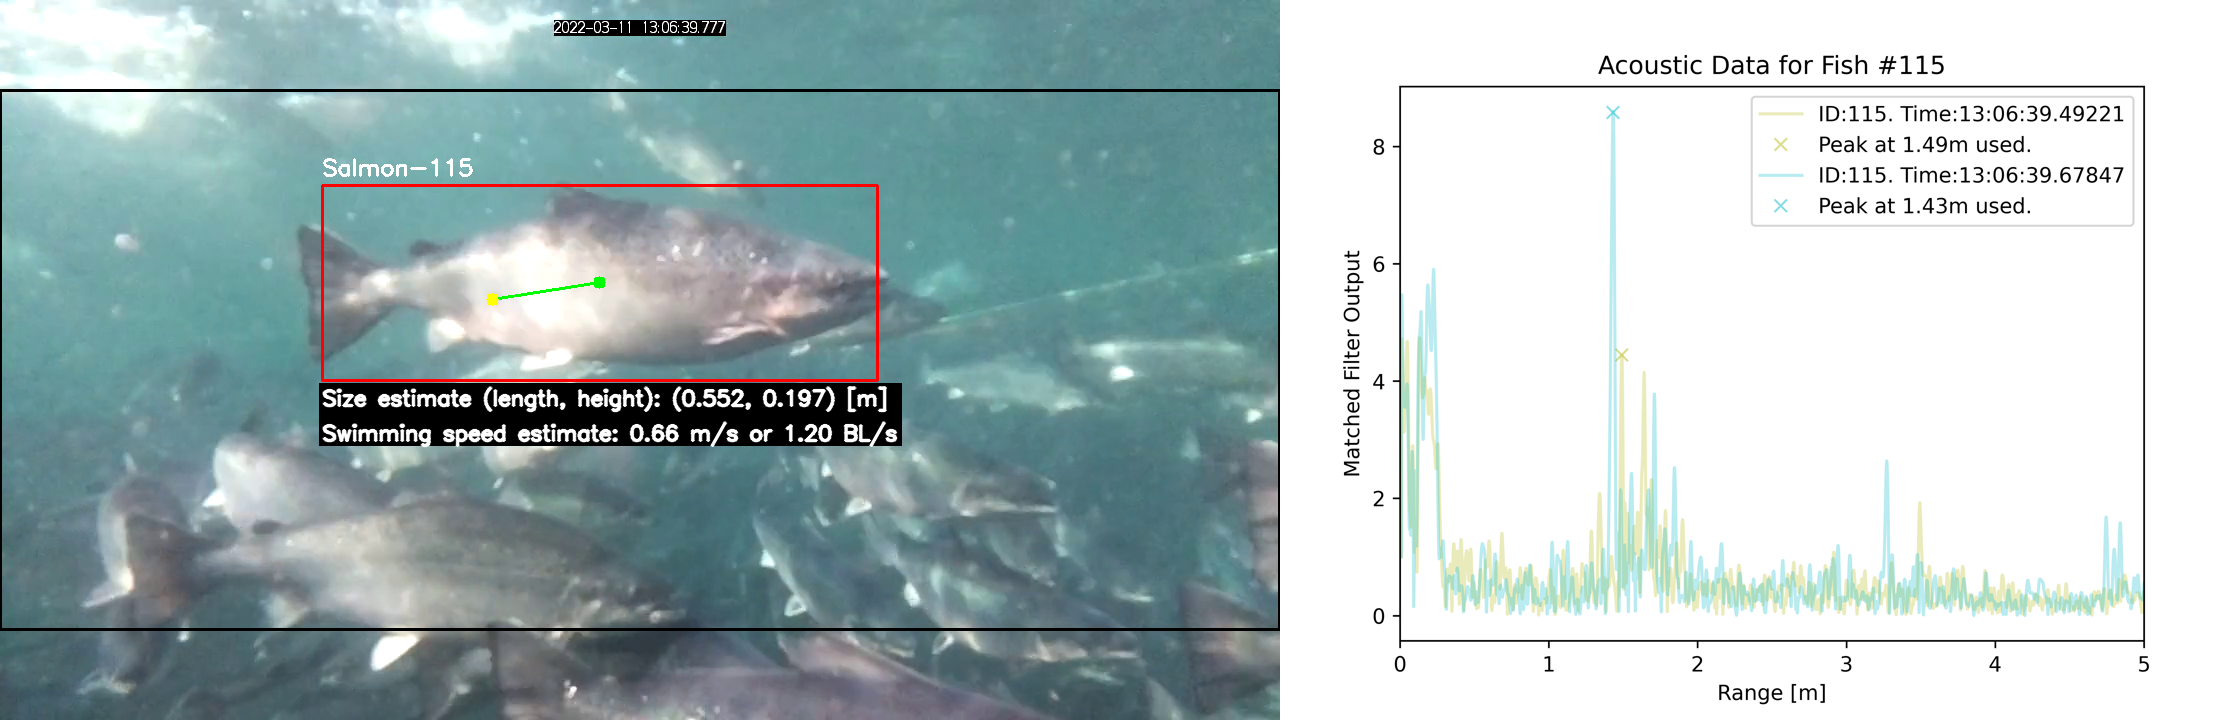 2022-03-11 13:06:39.777
Salmon-115
Size estimate (length, height): (0.552, 0.197) [m]
Swimming speed estimate: 0.66 m/s or 1.20 BL/s
Acoustic Data for Fish #115
ID:115. Time:13:06:39.49221
Peak at 1.49m used.
ID:115. Time:13:06:39.67847
Peak at 1.43m used.
Matched Filter Output
8
6
4
2
0
0 1 2 3 4 5
Range [m]